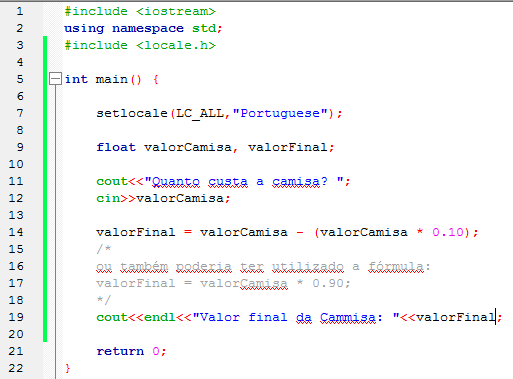 1 #include <iostream>
2 using namespace std;
3 #include <locale.h>
4
5 int main() {
6
7 setlocale(LC_ALL,"Portuguese");
8
9 float valorCamisa, valorFinal;
10
11 cout<<"Quanto custa a camisa? ";
12 cin>>valorCamisa;
13
14 valorFinal = valorCamisa - (valorCamisa * 0.10);
15 /*
16 ou também poderia ter utilizado a fórmula:
17 valorFinal = valorCamisa * 0.90;
18 */
19 cout<<endl<<"Valor final da Cammisa: "<<valorFinal;
20
21 return 0;
22 }